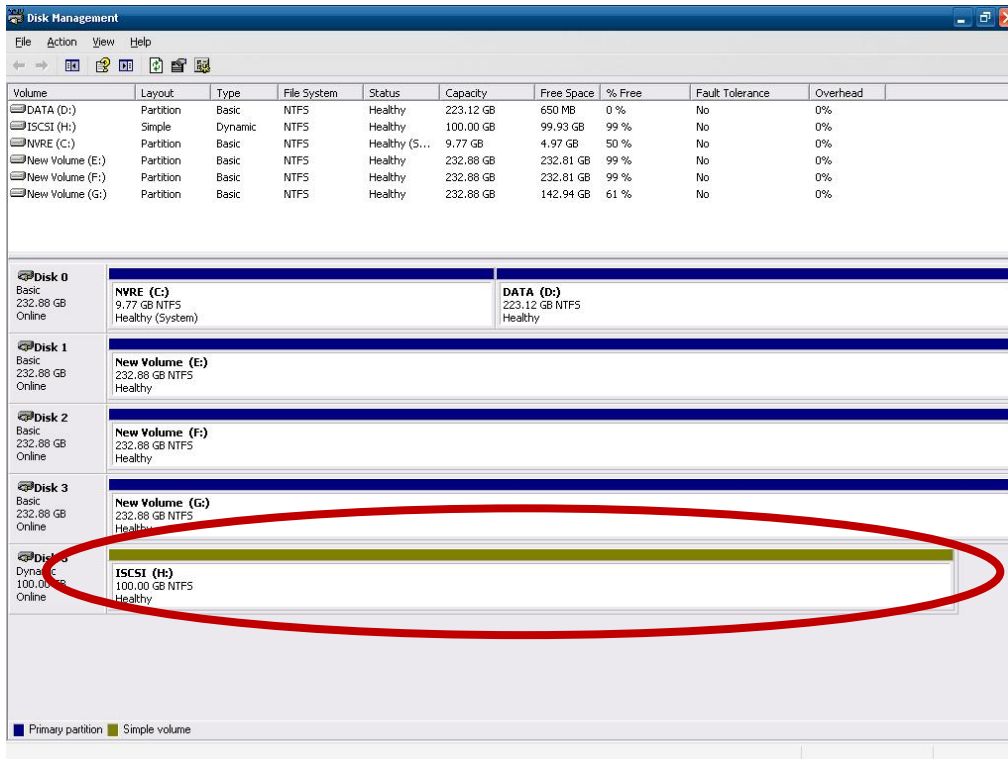 Disk Management
File Action View Help
Volume Layout Type File System Status Capacity Free Space % Free Fault Tolerance Overhead
DATA (D:) Partition Basic NTFS Healthy 223.12 GB 650 MB 0 % No 0%
ISCSI (H:) Simple Dynamic NTFS Healthy 100.00 GB 99.93 GB 99 % No 0%
NVRE (C:) Partition Basic NTFS Healthy (S... 9.77 GB 4.97 GB 50 % No 0%
New Volume (E:) Partition Basic NTFS Healthy 232.88 GB 232.81 GB 99 % No 0%
New Volume (F:) Partition Basic NTFS Healthy 232.88 GB 232.81 GB 99 % No 0%
New Volume (G:) Partition Basic NTFS Healthy 232.88 GB 142.94 GB 61 % No 0%
Disk 0
Basic
232.88 GB
Online
NVRE (C:)
9.77 GB NTFS
Healthy (System)
DATA (D:)
223.12 GB NTFS
Healthy
Disk 1
Basic
232.88 GB
Online
New Volume (E:)
232.88 GB NTFS
Healthy
Disk 2
Basic
232.88 GB
Online
New Volume (F:)
232.88 GB NTFS
Healthy
Disk 3
Basic
232.88 GB
Online
New Volume (G:)
232.88 GB NTFS
Healthy
Disk
Dynamic
100.00 GB
Online
ISCSI (H:)
100.00 GB NTFS
Healthy
Primary partition Simple volume